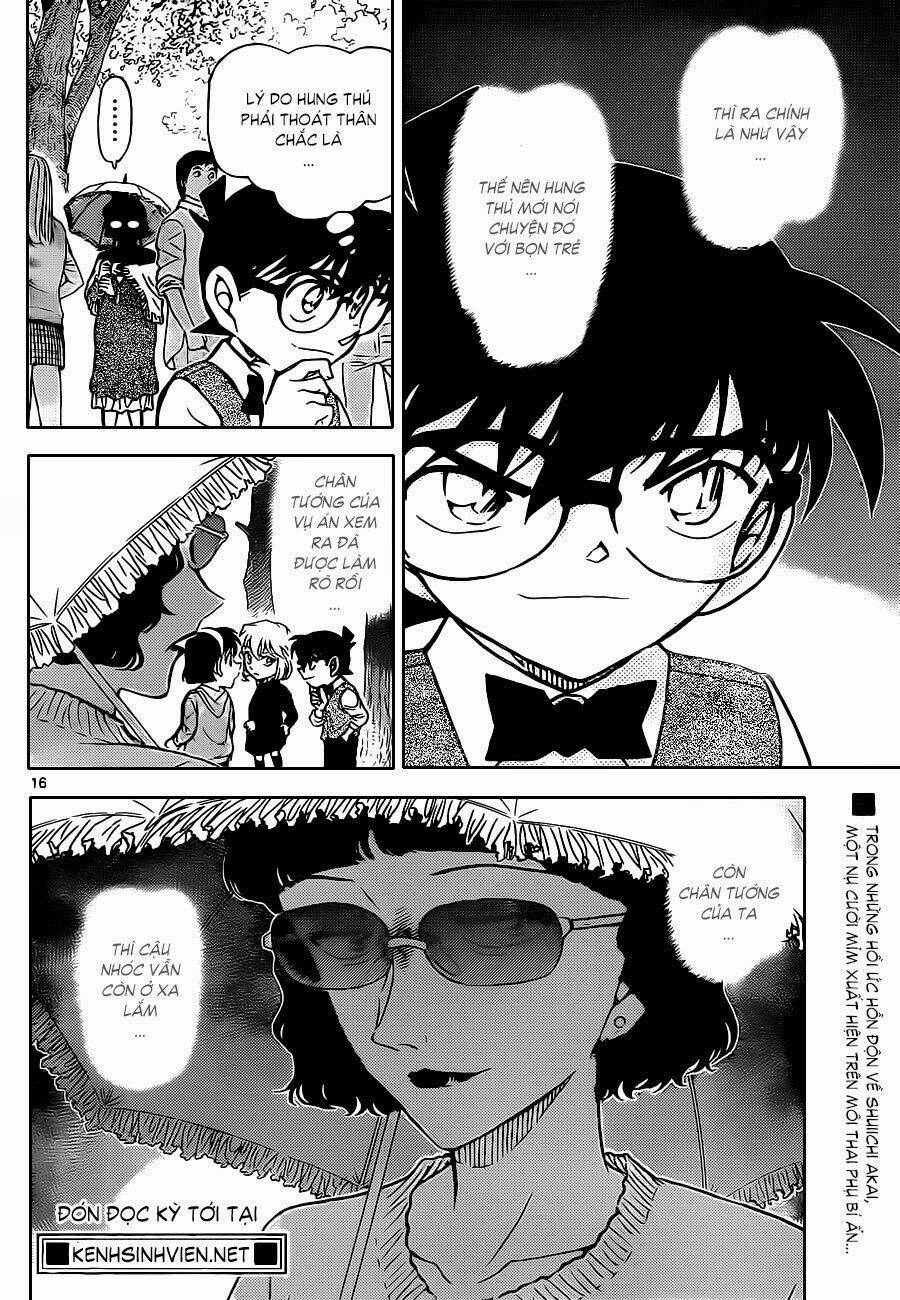 THÌ RA CHÍNH
LÀ NHƯ VẬY
...
THẾ NÊN HUNG
THỦ MỚI NÓI
CHUYỆN ĐÓ
VỚI BỌN TRẺ
...
LÝ DO HUNG THỦ
PHẢI THOÁT THÂN
CHẮC LÀ
...
......
CHÂN
TƯỚNG CỦA
VỤ ÁN XEM
RA ĐÃ
ĐƯỢC LÀM
RÕ RỒI
...
16
CÒN
CHÂN TƯỚNG
CỦA TA
...
THÌ CẬU
NHÓC VẪN
CÒN Ở XA
LẮM
...
TRONG NHỮNG HỒI ỨC HỖN ĐỘN VỀ SHUIICHI AKAI,
MỘT NỤ CƯỜI MỈM XUẤT HIỆN TRÊN MÔI THAI PHỤ BÍ ẨN...
ĐÓN ĐỌC KỲ TỚI TẠI
KENHSINHVIEN.NET